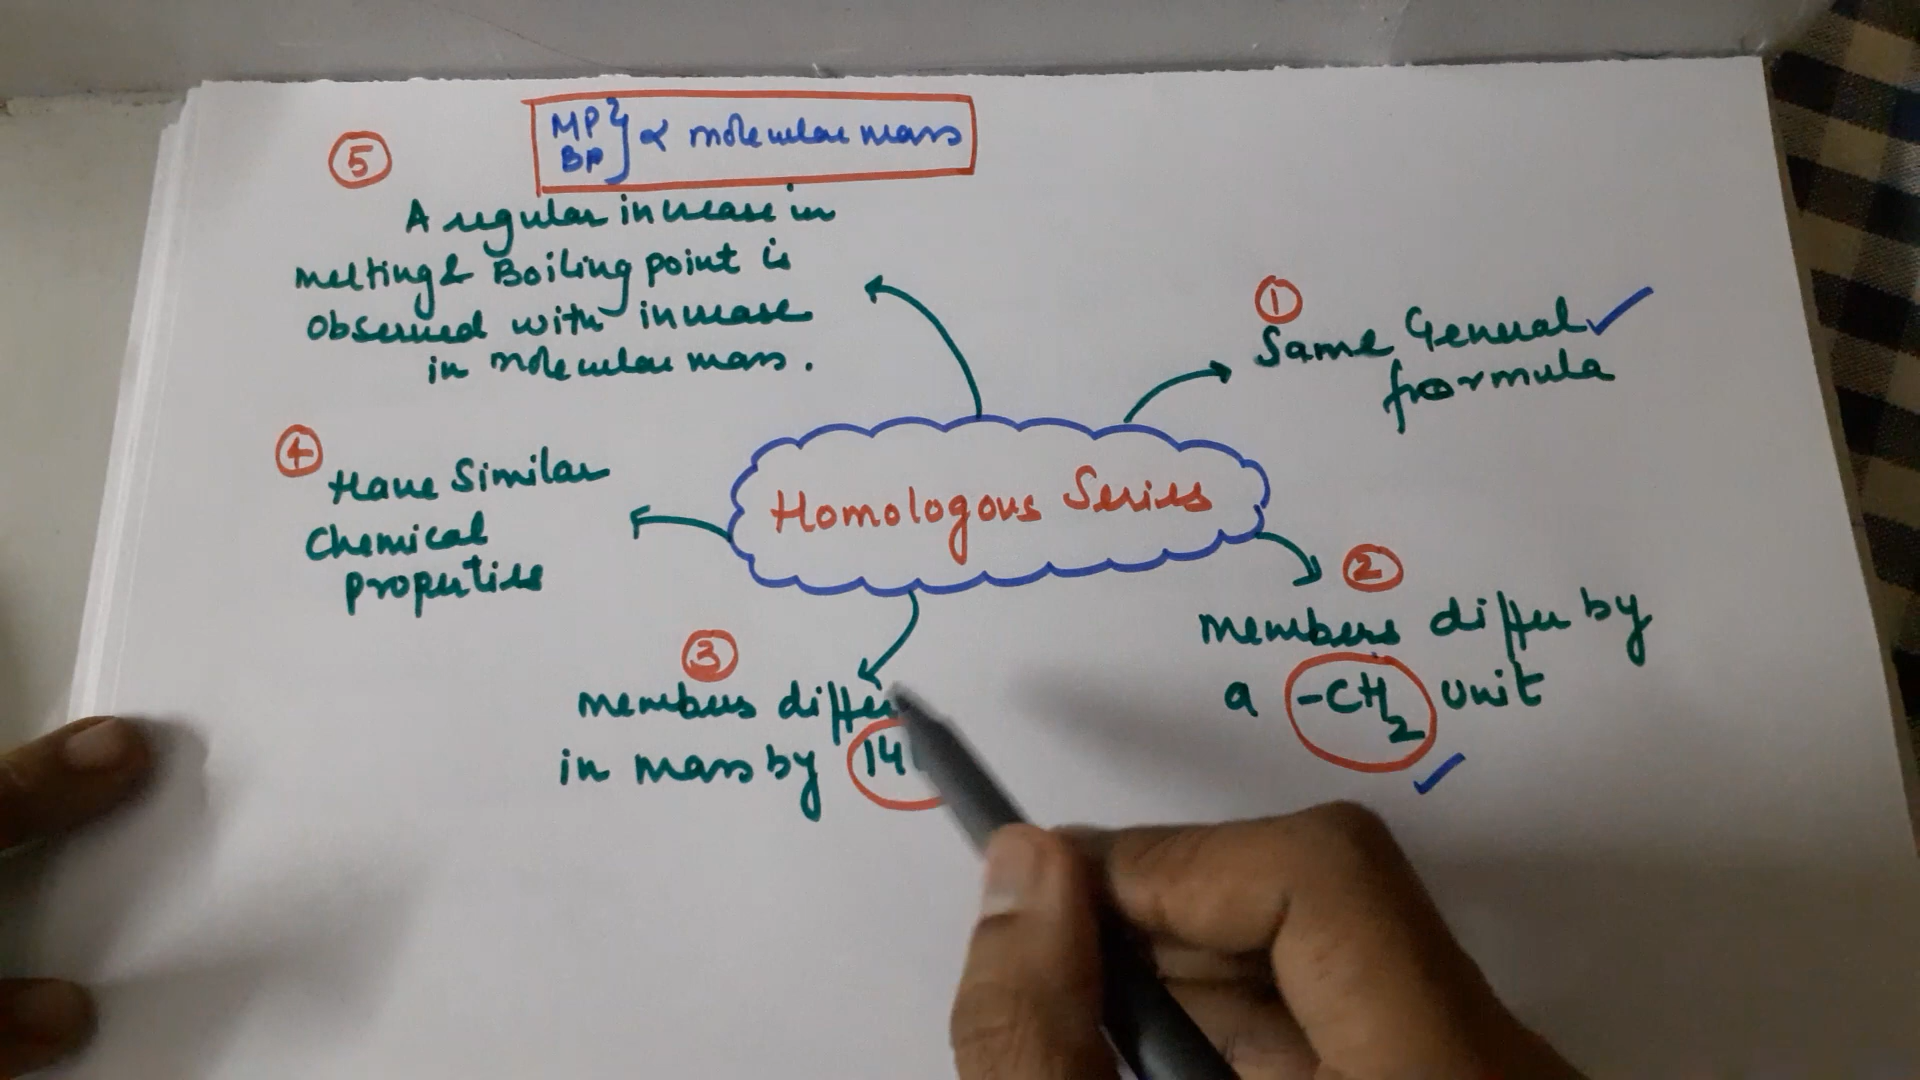 Homologous Series
①
Same General
formula
②
members differ by
a -CH2 unit
③
members differ
in mass by 14
④
Have Similar
Chemical
properties
⑤
MP } ∝ molecular mass
BP
A regular increase in
melting & Boiling point is
observed with increase
in molecular mass.